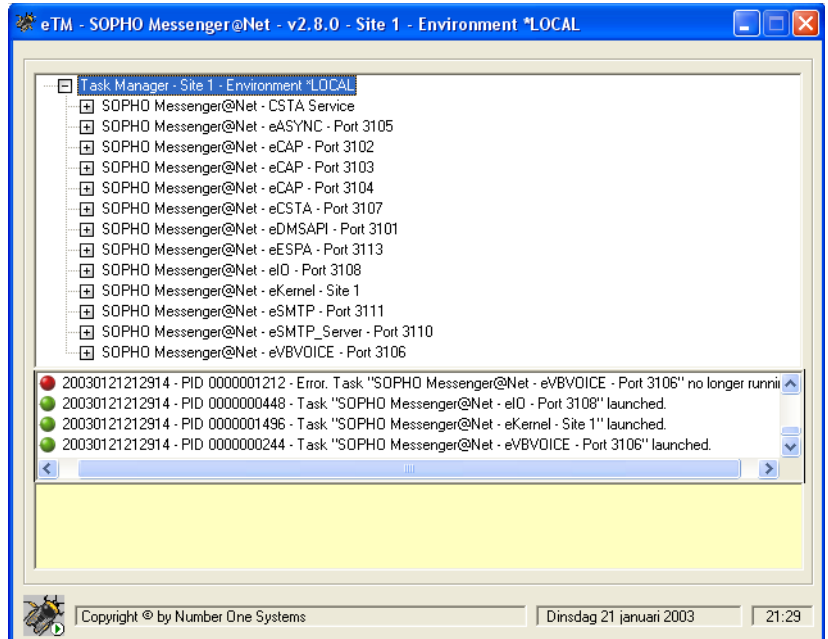 eTM - SOPHO Messenger@Net - v2.8.0 - Site 1 - Environment *LOCAL
Task Manager - Site 1 - Environment *LOCAL
SOPHO Messenger@Net - CSTA Service
SOPHO Messenger@Net - eASYNC - Port 3105
SOPHO Messenger@Net - eCAP - Port 3102
SOPHO Messenger@Net - eCAP - Port 3103
SOPHO Messenger@Net - eCAP - Port 3104
SOPHO Messenger@Net - eCSTA - Port 3107
SOPHO Messenger@Net - eDMSAPI - Port 3101
SOPHO Messenger@Net - eESPA - Port 3113
SOPHO Messenger@Net - eIO - Port 3108
SOPHO Messenger@Net - eKernel - Site 1
SOPHO Messenger@Net - eSMTP - Port 3111
SOPHO Messenger@Net - eSMTP_Server - Port 3110
SOPHO Messenger@Net - eVBVOICE - Port 3106
20030121212914 - PID 0000001212 - Error. Task "SOPHO Messenger@Net - eVBVOICE - Port 3106" no longer runni
20030121212914 - PID 0000000448 - Task "SOPHO Messenger@Net - eIO - Port 3108" launched.
20030121212914 - PID 0000001496 - Task "SOPHO Messenger@Net - eKernel - Site 1" launched.
20030121212914 - PID 0000000244 - Task "SOPHO Messenger@Net - eVBVOICE - Port 3106" launched.
Copyright © by Number One Systems
Dinsdag 21 januari 2003
21:29